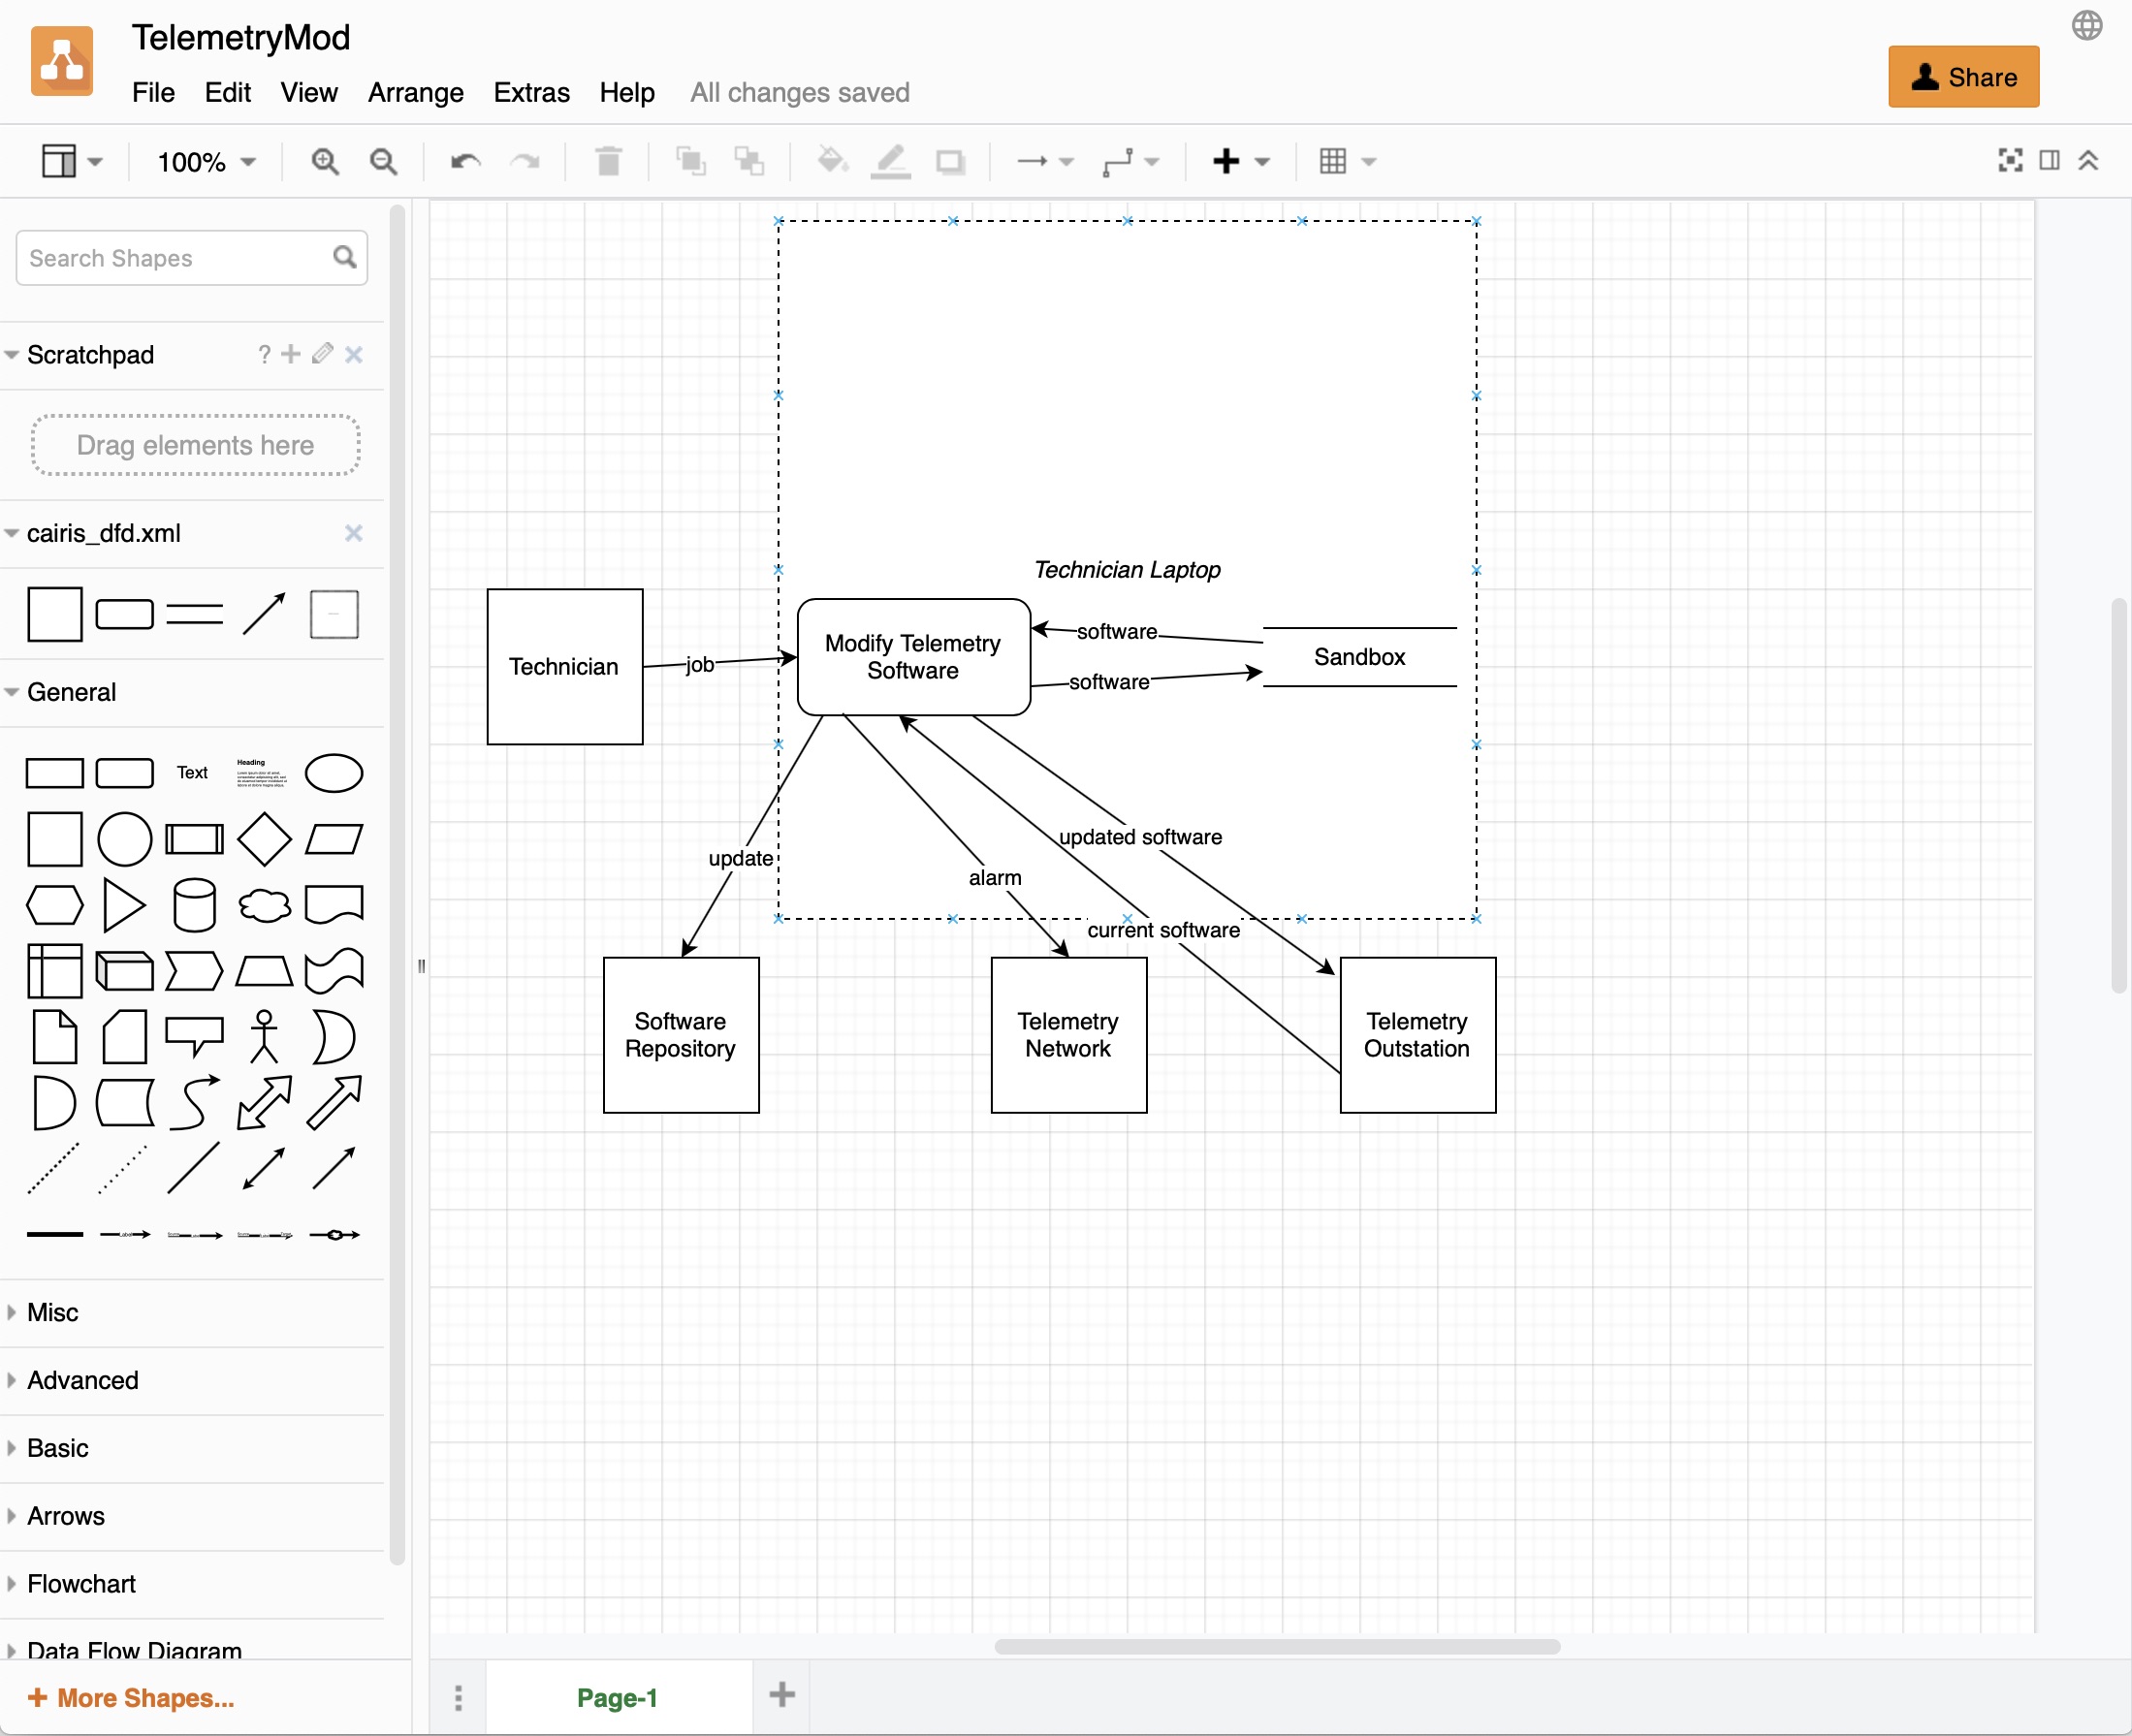 TelemetryMod
File Edit View Arrange Extras Help All changes saved
Share
100%
Search Shapes
Scratchpad
?
Drag elements here
cairis_dfd.xml
General
Text
Heading
Misc
Advanced
Basic
Arrows
Flowchart
Data Flow Diagram
+ More Shapes...
Technician Laptop
Technician
job
Modify Telemetry
Software
software
software
Sandbox
update
alarm
updated software
current software
Software
Repository
Telemetry
Network
Telemetry
Outstation
Page-1